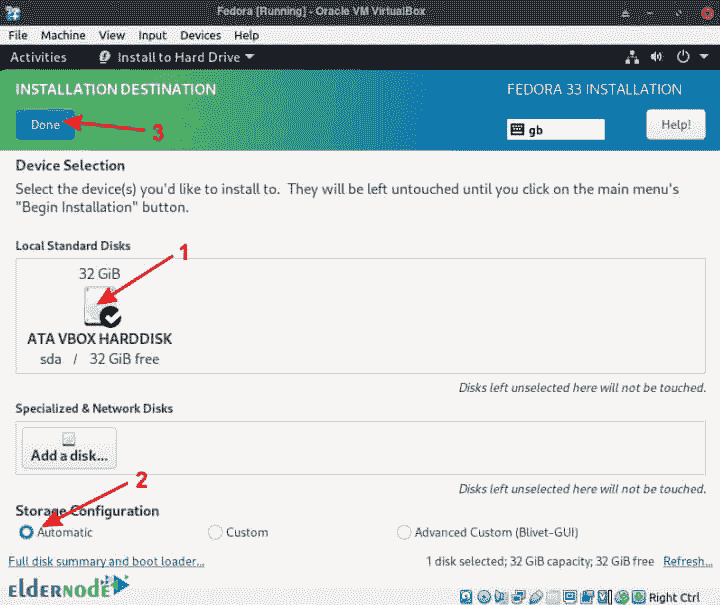 Fedora [Running] - Oracle VM VirtualBox
File Machine View Input Devices Help
Activities Install to Hard Drive
INSTALLATION DESTINATION
FEDORA 33 INSTALLATION
Done
3
gb
Help!
Device Selection
Select the device(s) you'd like to install to. They will be left untouched until you click on the main menu's
"Begin Installation" button.
Local Standard Disks
1
32 GiB
ATA VBOX HARDDISK
sda / 32 GiB free
Disks left unselected here will not be touched.
Specialized & Network Disks
Add a disk...
2
Disks left unselected here will not be touched.
Storage Configuration
Automatic Custom Advanced Custom (Blivet-GUI)
Full disk summary and boot loader... 1 disk selected; 32 GiB capacity; 32 GiB free Refresh...
ELDERNODE
Right Ctrl